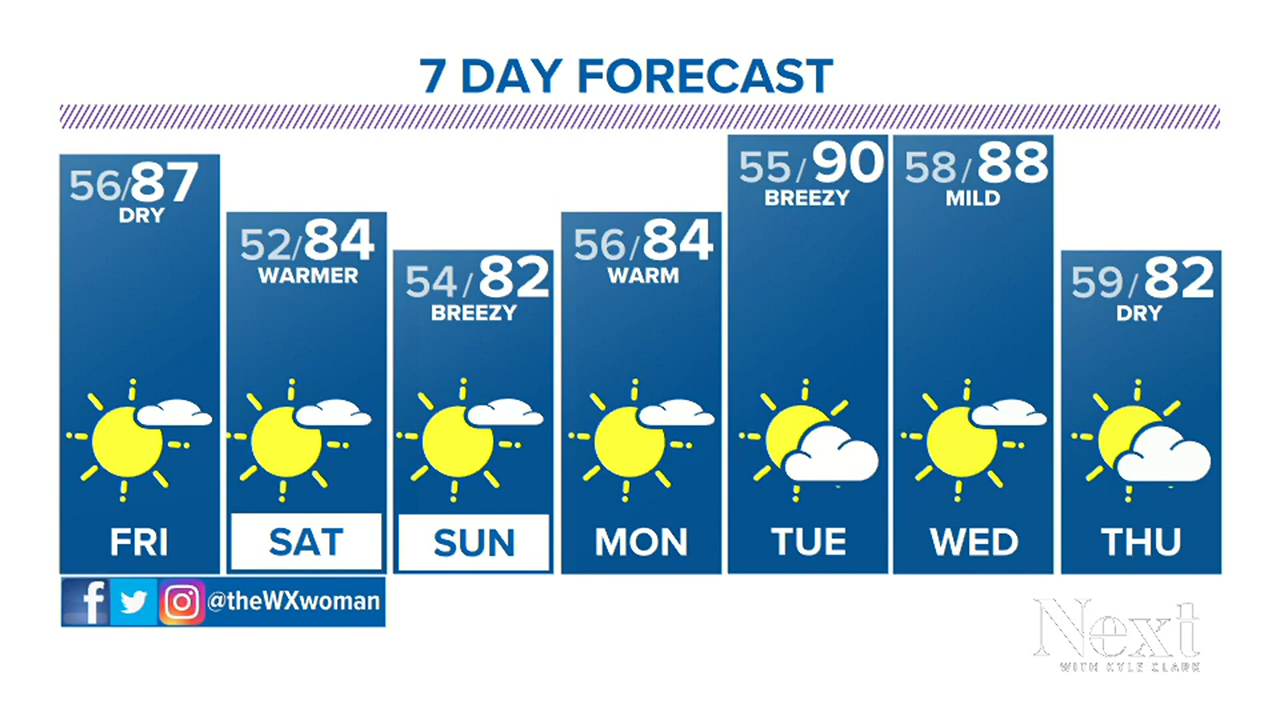 7 DAY FORECAST
56/87
DRY
FRI
52/84
WARMER
SAT
54/82
BREEZY
SUN
56/84
WARM
MON
55/90
BREEZY
TUE
58/88
MILD
WED
59/82
DRY
THU
@theWXwoman
Next
WITH KYLE CLARK